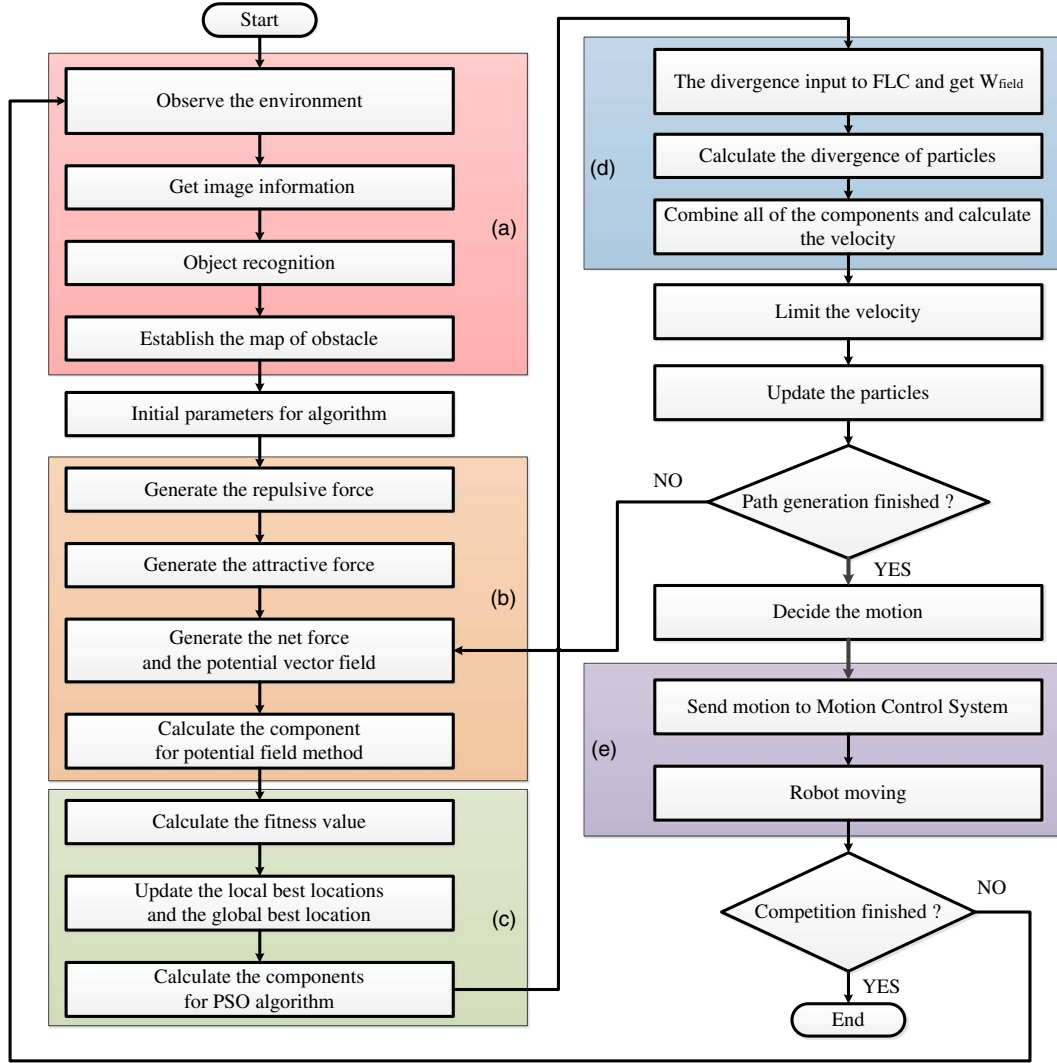 Start
Observe the environment
Get image information
(a)
Object recognition
Establish the map of obstacle
Initial parameters for algorithm
Generate the repulsive force
Generate the attractive force
(b)
Generate the net force
and the potential vector field
Calculate the component
for potential field method
Calculate the fitness value
Update the local best locations
and the global best location
(c)
Calculate the components
for PSO algorithm
The divergence input to FLC and get Wfield
Calculate the divergence of particles
(d)
Combine all of the components and calculate
the velocity
Limit the velocity
Update the particles
NO
Path generation finished ?
YES
Decide the motion
Send motion to Motion Control System
(e)
Robot moving
NO
Competition finished ?
YES
End